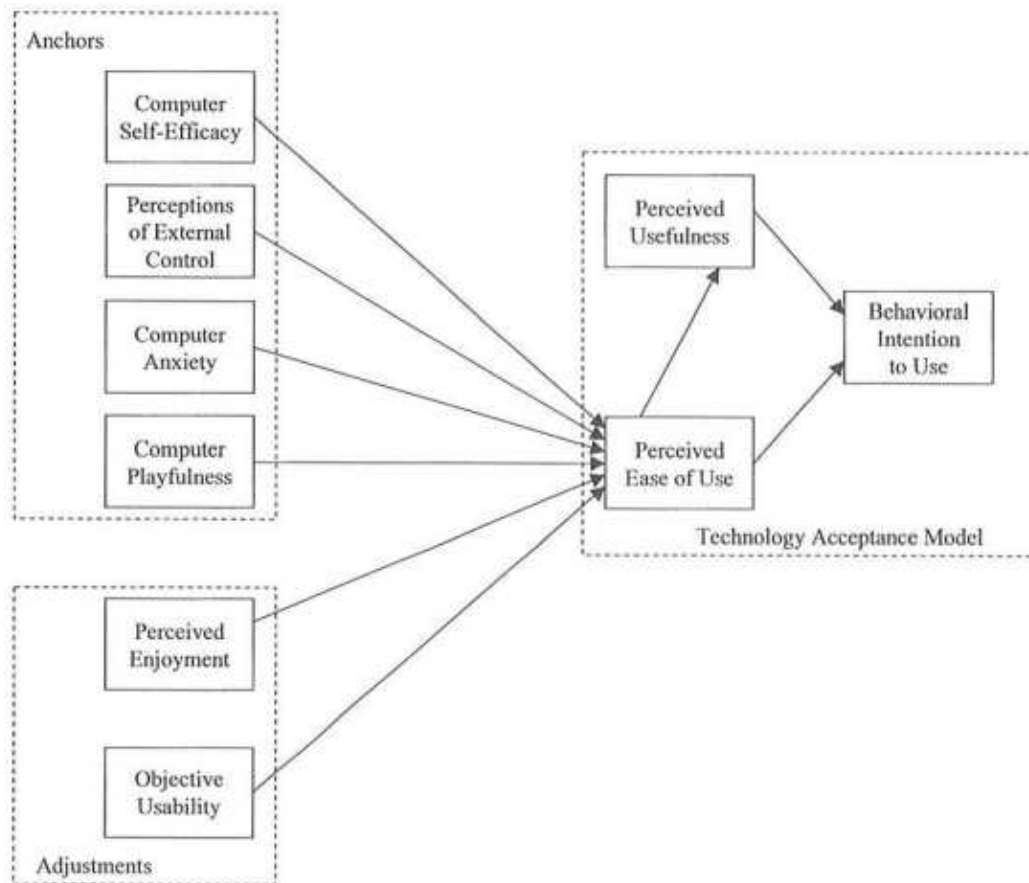 Anchors
Computer
Self-Efficacy
Perceptions
of External
Control
Computer
Anxiety
Computer
Playfulness
Perceived
Usefulness
Behavioral
Intention
to Use
Perceived
Ease of Use
Technology Acceptance Model
Perceived
Enjoyment
Objective
Usability
Adjustments